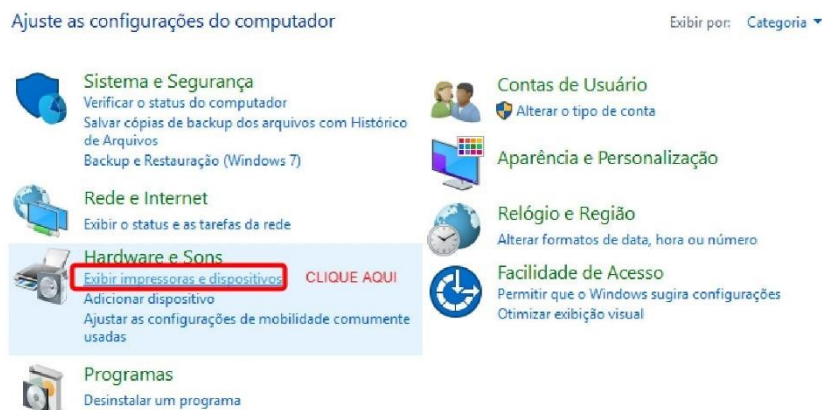 Ajuste as configurações do computador
Exibir por: Categoria
Sistema e Segurança
Verificar o status do computador
Salvar cópias de backup dos arquivos com Histórico
de Arquivos
Backup e Restauração (Windows 7)
Rede e Internet
Exibir o status e as tarefas da rede
Hardware e Sons
Exibir impressoras e dispositivos CLIQUE AQUI
Adicionar dispositivo
Ajustar as configurações de mobilidade comumente
usadas
Programas
Desinstalar um programa
Contas de Usuário
Alterar o tipo de conta
Aparência e Personalização
Relógio e Região
Alterar formatos de data, hora ou número
Facilidade de Acesso
Permitir que o Windows sugira configurações
Otimizar exibição visual